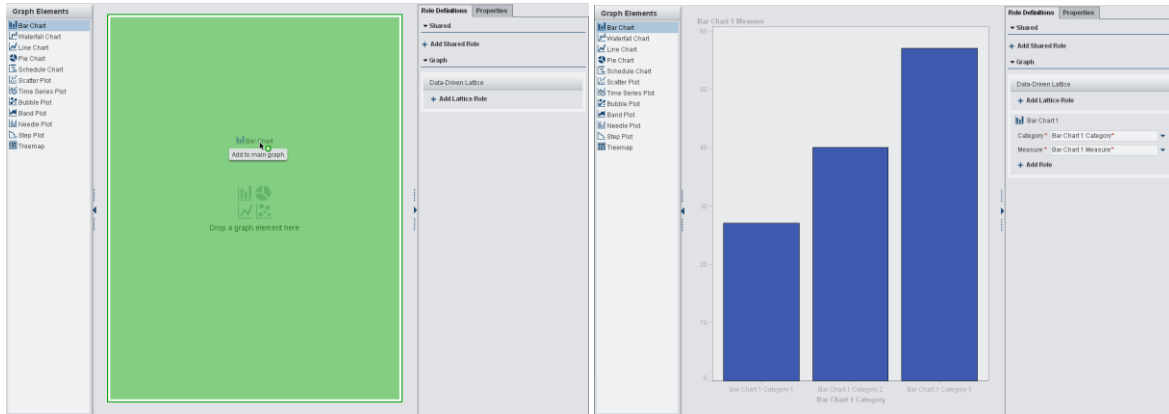 Graph Elements
Bar Chart
Waterfall Chart
Line Chart
Pie Chart
Schedule Chart
Scatter Plot
Time Series Plot
Bubble Plot
Band Plot
Needle Plot
Step Plot
Treemap
Bar Chart
Add to main graph
Drop a graph element here
Role Definitions
Properties
Shared
+ Add Shared Role
Graph
Data-Driven Lattice
+ Add Lattice Role
Graph Elements
Bar Chart
Waterfall Chart
Line Chart
Pie Chart
Schedule Chart
Scatter Plot
Time Series Plot
Bubble Plot
Band Plot
Needle Plot
Step Plot
Treemap
Bar Chart 1 Measure
60
50
40
30
20
10
0
Bar Chart 1 Category 1
Bar Chart 1 Category 2
Bar Chart 1 Category 3
Bar Chart 1 Category
Role Definitions
Properties
Shared
+ Add Shared Role
Graph
Data-Driven Lattice
+ Add Lattice Role
Bar Chart 1
Category * Bar Chart 1 Category*
Measure * Bar Chart 1 Measure*
+ Add Role